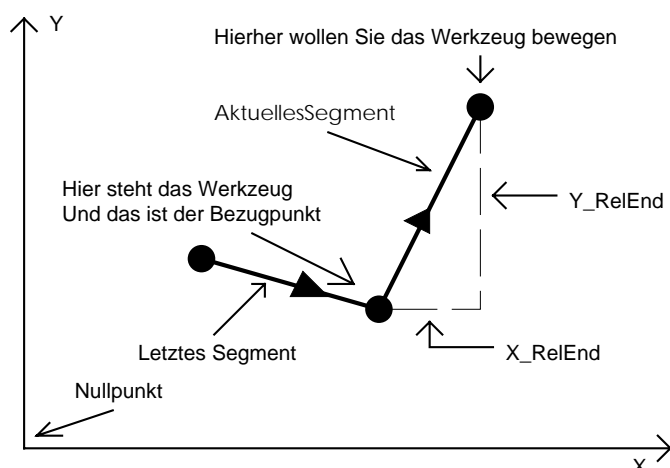 Y
Hierher wollen Sie das Werkzeug bewegen
AktuellesSegment
Hier steht das Werkzeug
Und das ist der Bezugpunkt
Y_RelEnd
Letztes Segment
X_RelEnd
Nullpunkt
X